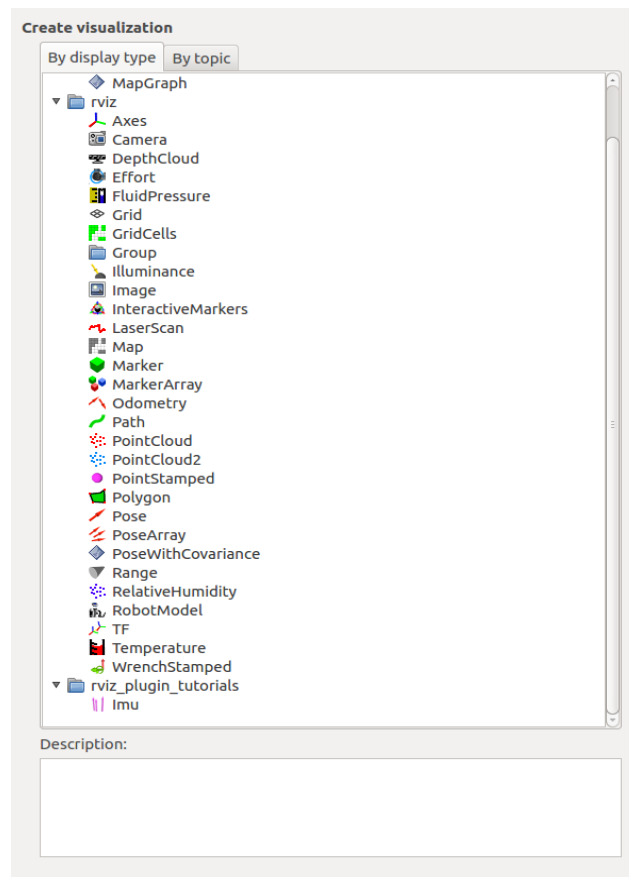 Create visualization
By display type By topic
MapGraph
rviz
Axes
Camera
DepthCloud
Effort
FluidPressure
Grid
GridCells
Group
Illuminance
Image
InteractiveMarkers
LaserScan
Map
Marker
MarkerArray
Odometry
Path
PointCloud
PointCloud2
PointStamped
Polygon
Pose
PoseArray
PoseWithCovariance
Range
RelativeHumidity
RobotModel
TF
Temperature
WrenchStamped
rviz_plugin_tutorials
Imu
Description: